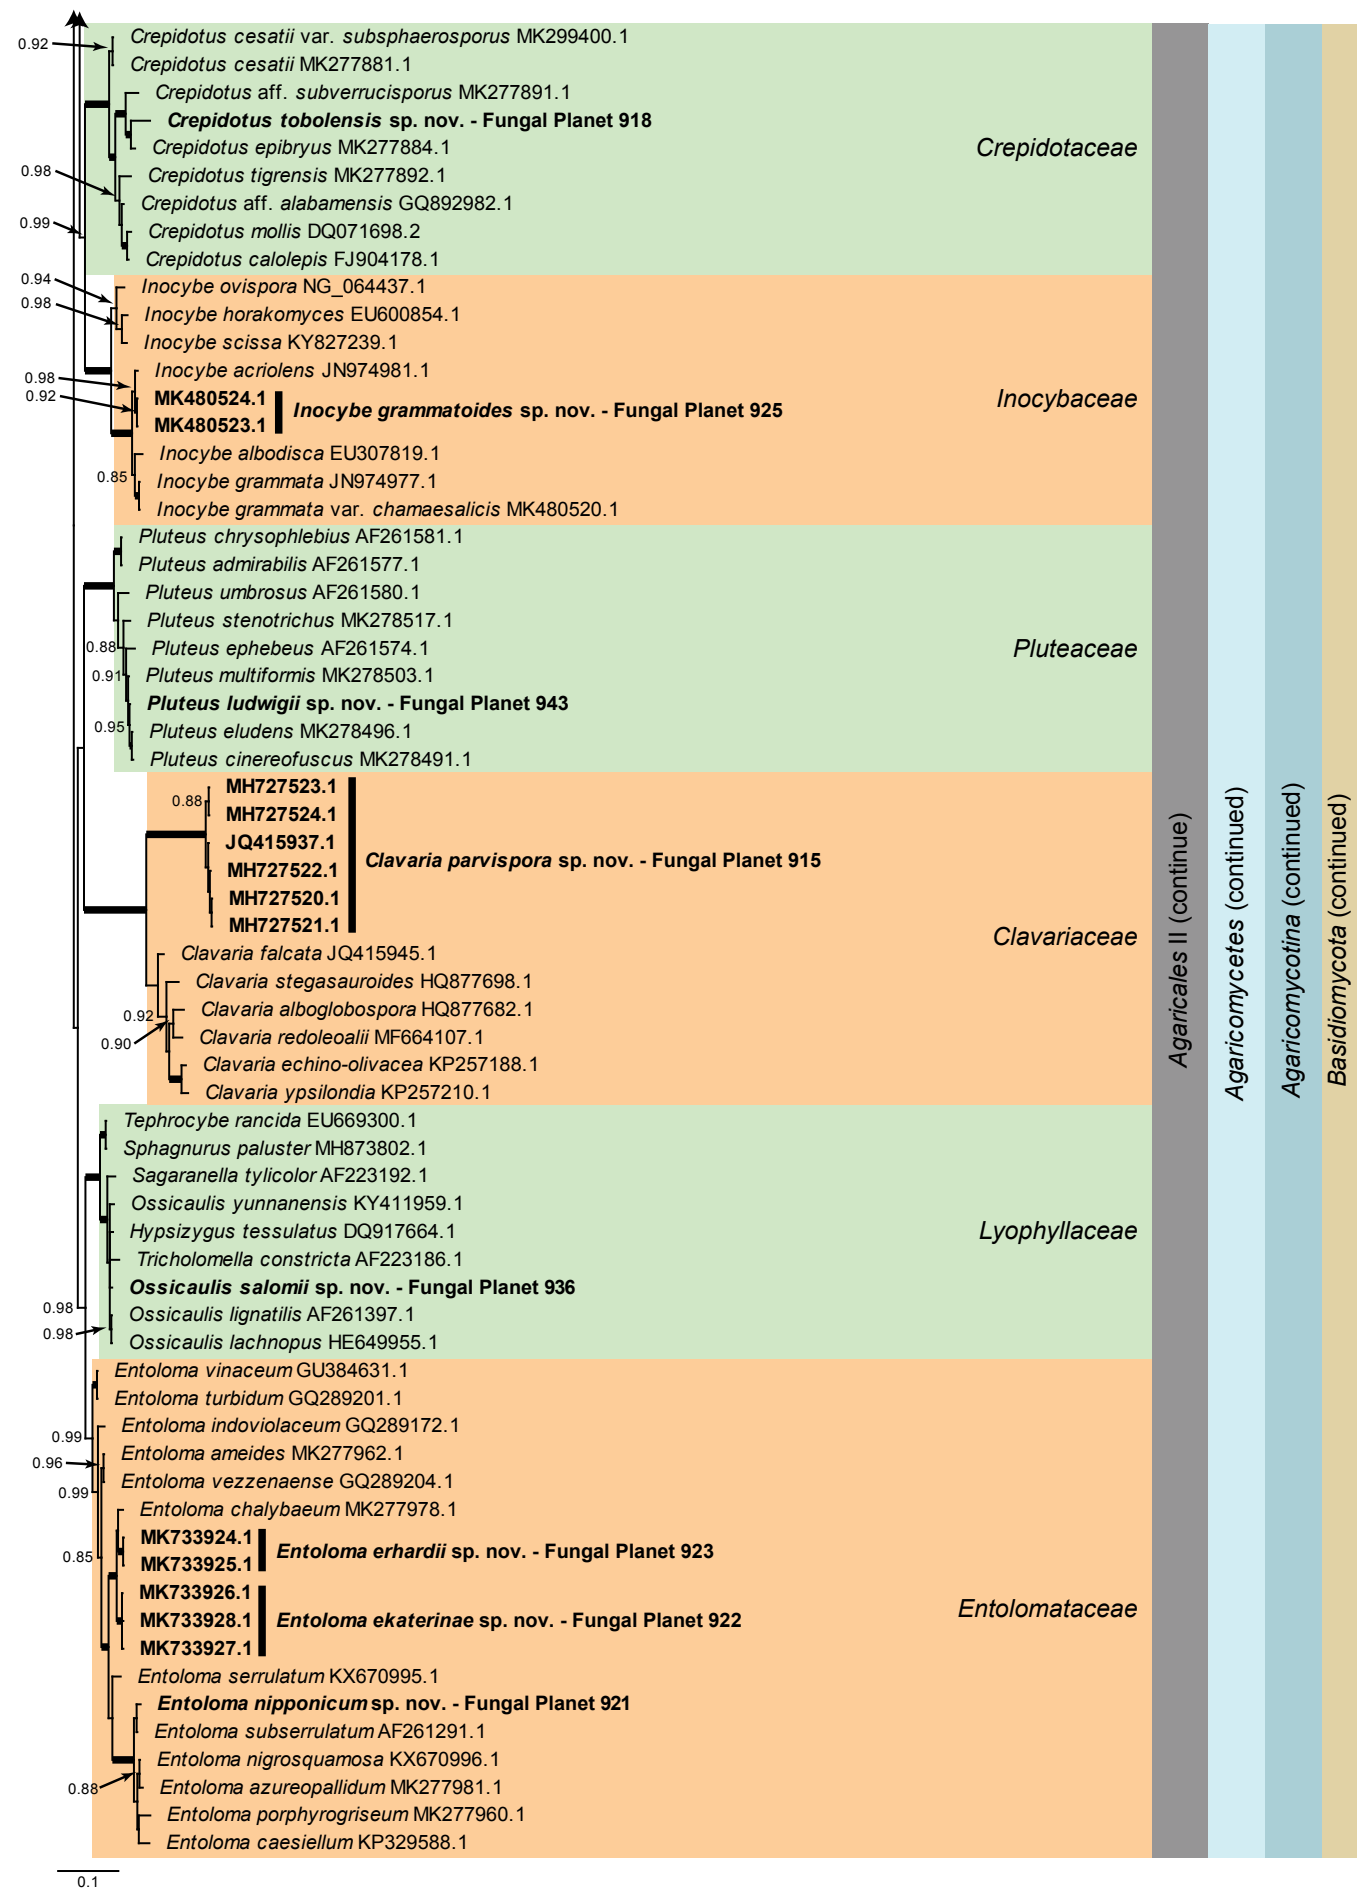 Crepidotus cesatii var. subsphaerosporus MK299400.1
0.92
Crepidotus cesatii MK277881.1
Crepidotus aff. subverrucisporus MK277891.1
Crepidotus tobolensis sp. nov. - Fungal Planet 918
Crepidotus epibryus MK277884.1
Crepidotaceae
0.98
Crepidotus tigrensis MK277892.1
Crepidotus aff. alabamensis GQ892982.1
0.99
Crepidotus mollis DQ071698.2
Crepidotus calolepis FJ904178.1
0.94
Inocybe ovispora NG_064437.1
0.98
Inocybe horakomyces EU600854.1
Inocybe scissa KY827239.1
Inocybe acriolens JN974981.1
0.98
0.92
MK480524.1
MK480523.1
Inocybe grammatoides sp. nov. - Fungal Planet 925
Inocybaceae
Inocybe albodisca EU307819.1
0.85
Inocybe grammata JN974977.1
Inocybe grammata var. chamaesalicis MK480520.1
Pluteus chrysophlebius AF261581.1
Pluteus admirabilis AF261577.1
Pluteus umbrosus AF261580.1
Pluteus stenotrichus MK278517.1
0.88
Pluteus ephebeus AF261574.1
Pluteaceae
0.91
Pluteus multiformis MK278503.1
Pluteus ludwigii sp. nov. - Fungal Planet 943
0.95
Pluteus eludens MK278496.1
Pluteus cinereofuscus MK278491.1
MH727523.1
0.88
MH727524.1
JQ415937.1
MH727522.1
MH727520.1
MH727521.1
Clavaria parvispora sp. nov. - Fungal Planet 915
Clavariaceae
Clavaria falcata JQ415945.1
Clavaria stegasauroides HQ877698.1
0.92
Clavaria alboglobospora HQ877682.1
0.90
Clavaria redoleoalii MF664107.1
Clavaria echino-olivacea KP257188.1
Clavaria ypsilondia KP257210.1
Tephrocybe rancida EU669300.1
Sphagnurus paluster MH873802.1
Sagaranella tylicolor AF223192.1
Ossicaulis yunnanensis KY411959.1
Hypsizygus tessulatus DQ917664.1
Lyophyllaceae
Tricholomella constricta AF223186.1
Ossicaulis salomii sp. nov. - Fungal Planet 936
0.98
Ossicaulis lignatilis AF261397.1
0.98
Ossicaulis lachnopus HE649955.1
Entoloma vinaceum GU384631.1
Entoloma turbidum GQ289201.1
Entoloma indoviolaceum GQ289172.1
0.99
Entoloma ameides MK277962.1
0.96
Entoloma vezzenaense GQ289204.1
0.99
Entoloma chalybaeum MK277978.1
MK733924.1
MK733925.1
Entoloma erhardii sp. nov. - Fungal Planet 923
0.85
MK733926.1
MK733928.1
MK733927.1
Entoloma ekaterinae sp. nov. - Fungal Planet 922
Entolomataceae
Entoloma serrulatum KX670995.1
Entoloma nipponicum sp. nov. - Fungal Planet 921
Entoloma subserrulatum AF261291.1
Entoloma nigrosquamosa KX670996.1
0.88
Entoloma azureopallidum MK277981.1
Entoloma porphyrogriseum MK277960.1
Entoloma caesiellum KP329588.1
0.1
Agaricales II (continue)
Agaricomycetes (continued)
Agaricomycotina (continued)
Basidiomycota (continued)